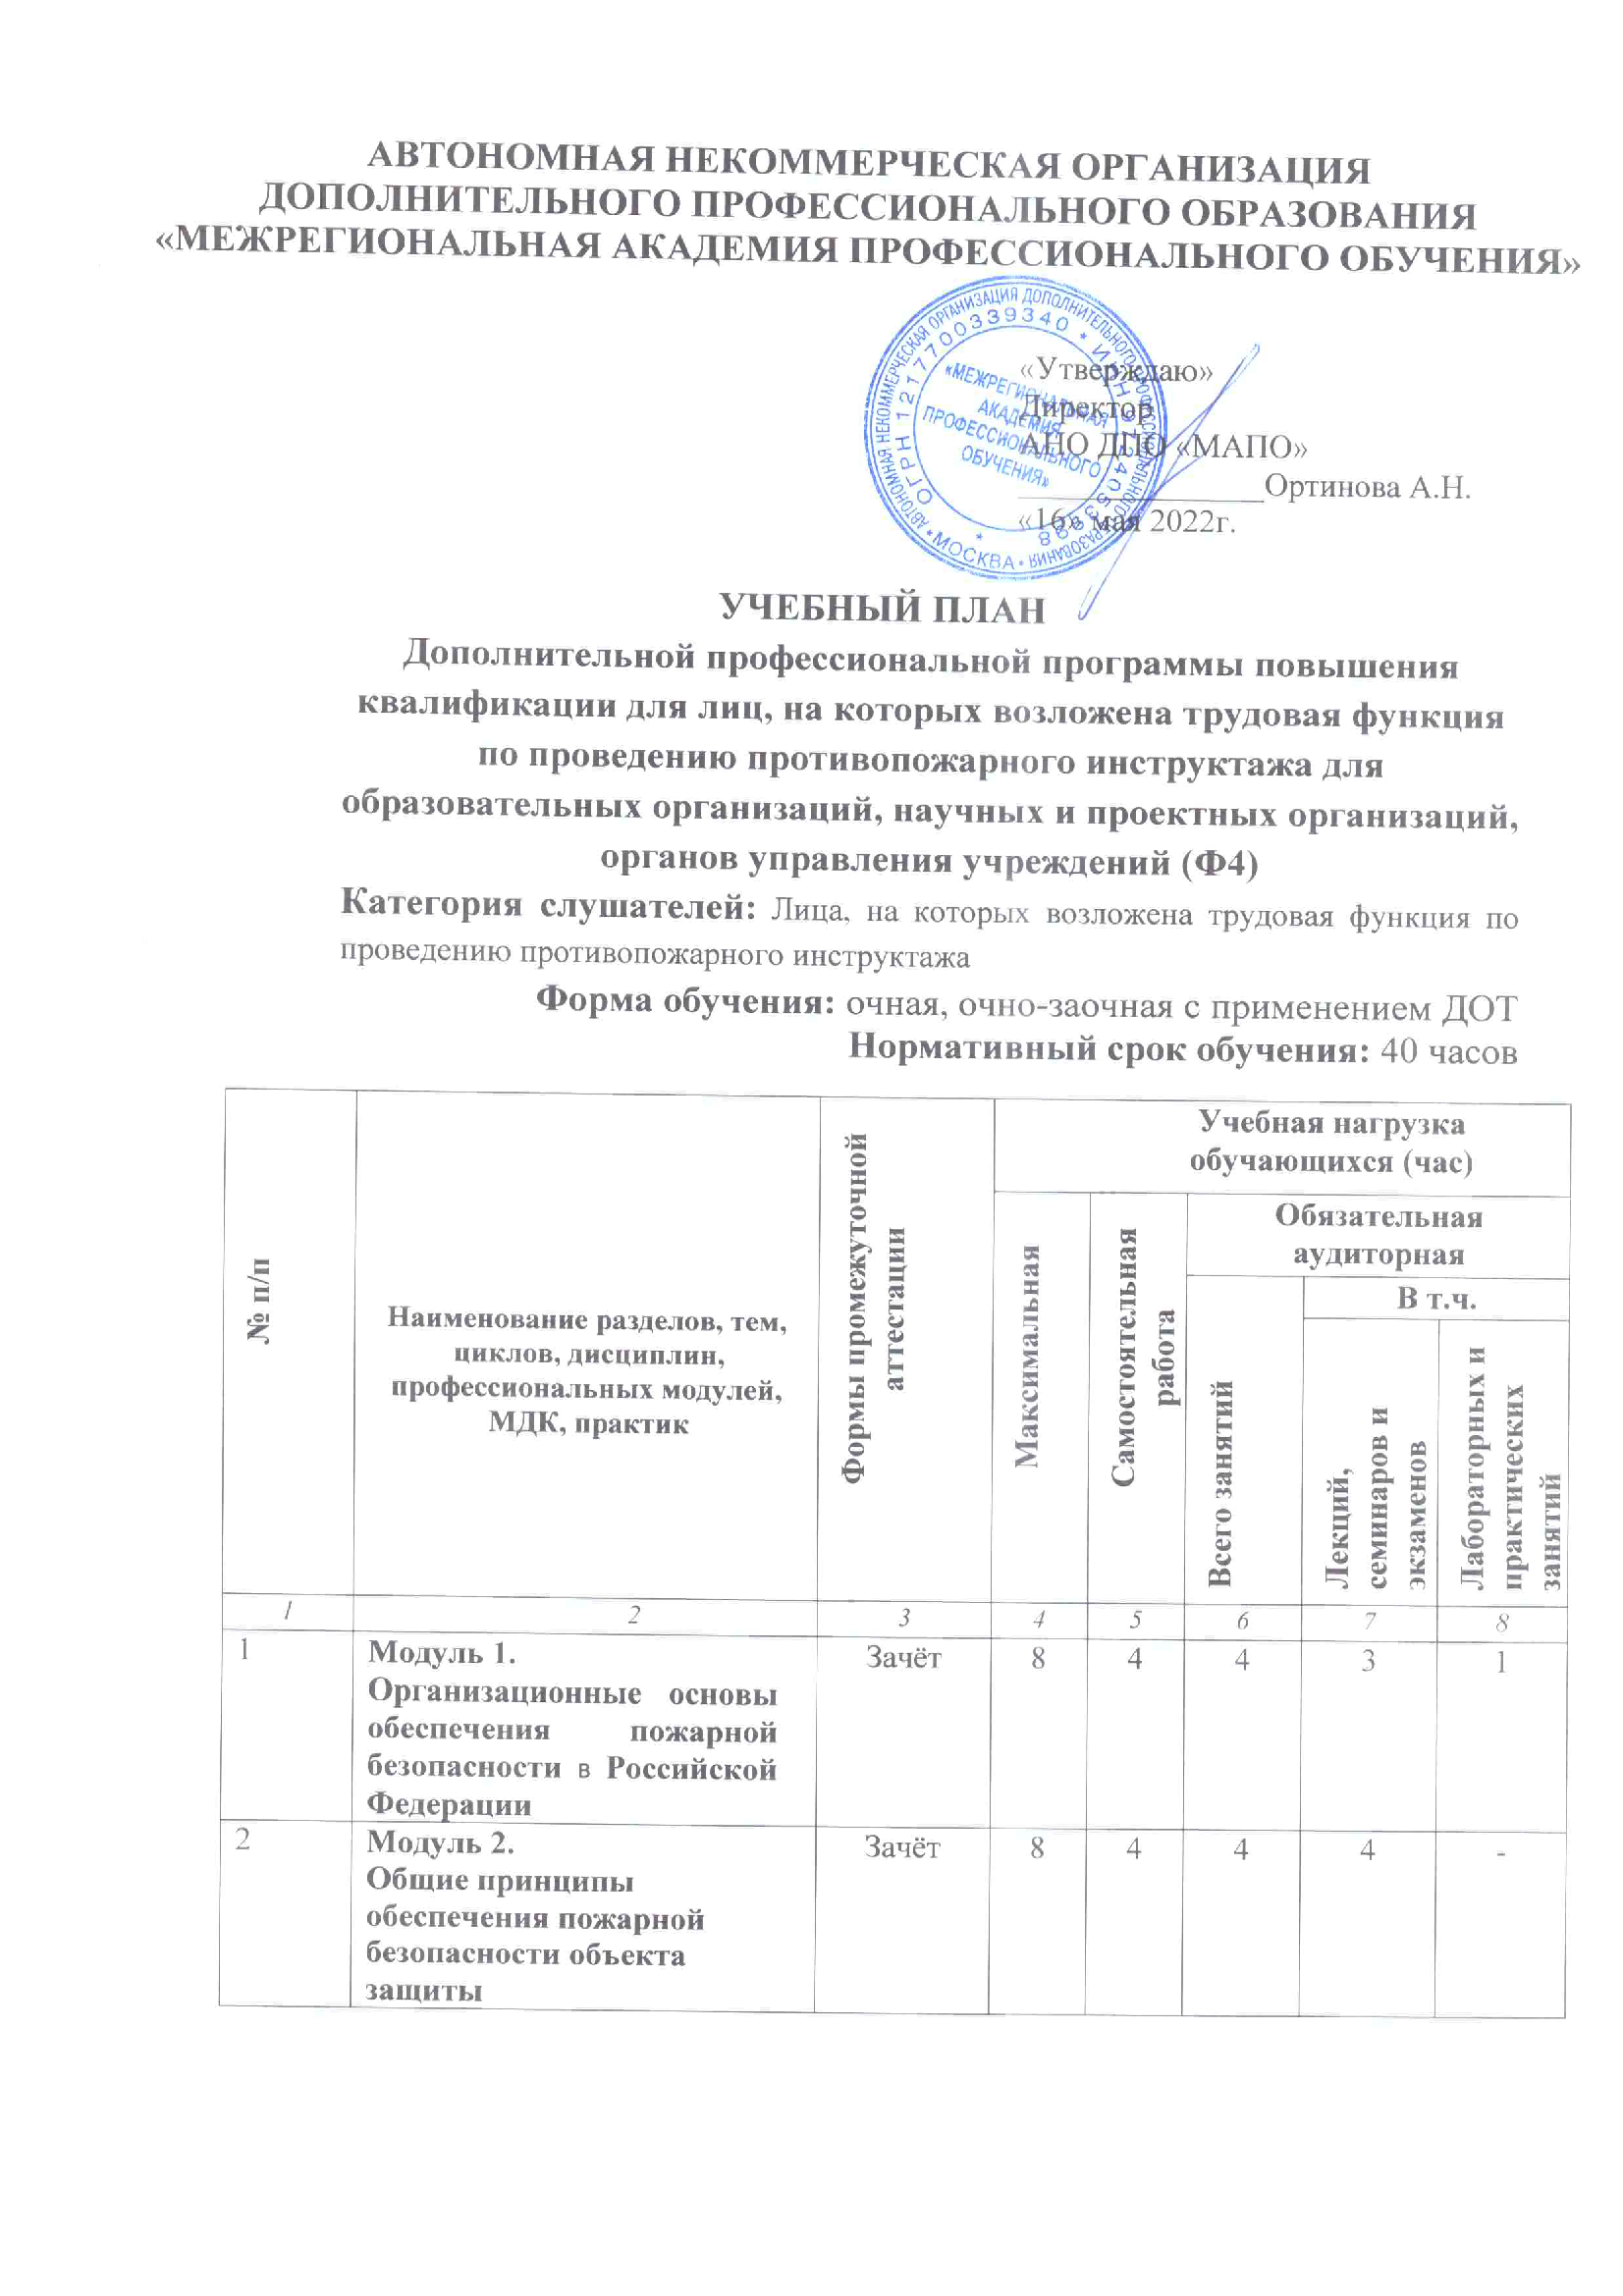 АВТОНОМНАЯ НЕКОММЕРЧЕСКАЯ ОРГАНИЗАЦИЯ
ДОПОЛНИТЕЛЬНОГО ПРОФЕССИОНАЛЬНОГО ОБРАЗОВАНИЯ
«МЕЖРЕГИОНАЛЬНАЯ АКАДЕМИЯ ПРОФЕССИОНАЛЬНОГО ОБУЧЕНИЯ»
АВТОНОМНАЯ НЕКОММЕРЧЕСКАЯ ОРГАНИЗАЦИЯ ДОПОЛНИТЕЛЬНОГО ПРОФЕССИОНАЛЬНОГО ОБРАЗОВАНИЯ
* МОСКВА *
ОГРН 1217700339340 * ИНН
«МЕЖРЕГИОНАЛЬНАЯ
АКАДЕМИЯ
ПРОФЕССИОНАЛЬНОГО
ОБУЧЕНИЯ»
«Утверждаю»
Директор
АНО ДПО «МАПО»
Ортинова А.Н.
«16» мая 2022г.
УЧЕБНЫЙ ПЛАН
Дополнительной профессиональной программы повышения
квалификации для лиц, на которых возложена трудовая функция
по проведению противопожарного инструктажа для
образовательных организаций, научных и проектных организаций,
органов управления учреждений (Ф4)
Категория слушателей: Лица, на которых возложена трудовая функция по
проведению противопожарного инструктажа
Форма обучения: очная, очно-заочная с применением ДОТ
Нормативный срок обучения: 40 часов
№ п/п
Наименование разделов, тем,
циклов, дисциплин,
профессиональных модулей,
МДК, практик
Формы промежуточной
аттестации
Учебная нагрузка
обучающихся (час)
Максимальная
Самостоятельная
работа
Обязательная
аудиторная
Всего занятий
В т.ч.
Лекций,
семинаров и
экзаменов
Лабораторных и
практических
занятий
1 2 3 4 5 6 7 8
1 Модуль 1. Зачёт 8 4 4 3 1
Организационные основы
обеспечения пожарной
безопасности в Российской
Федерации
2 Модуль 2. Зачёт 8 4 4 4 -
Общие принципы
обеспечения пожарной
безопасности объекта
защиты